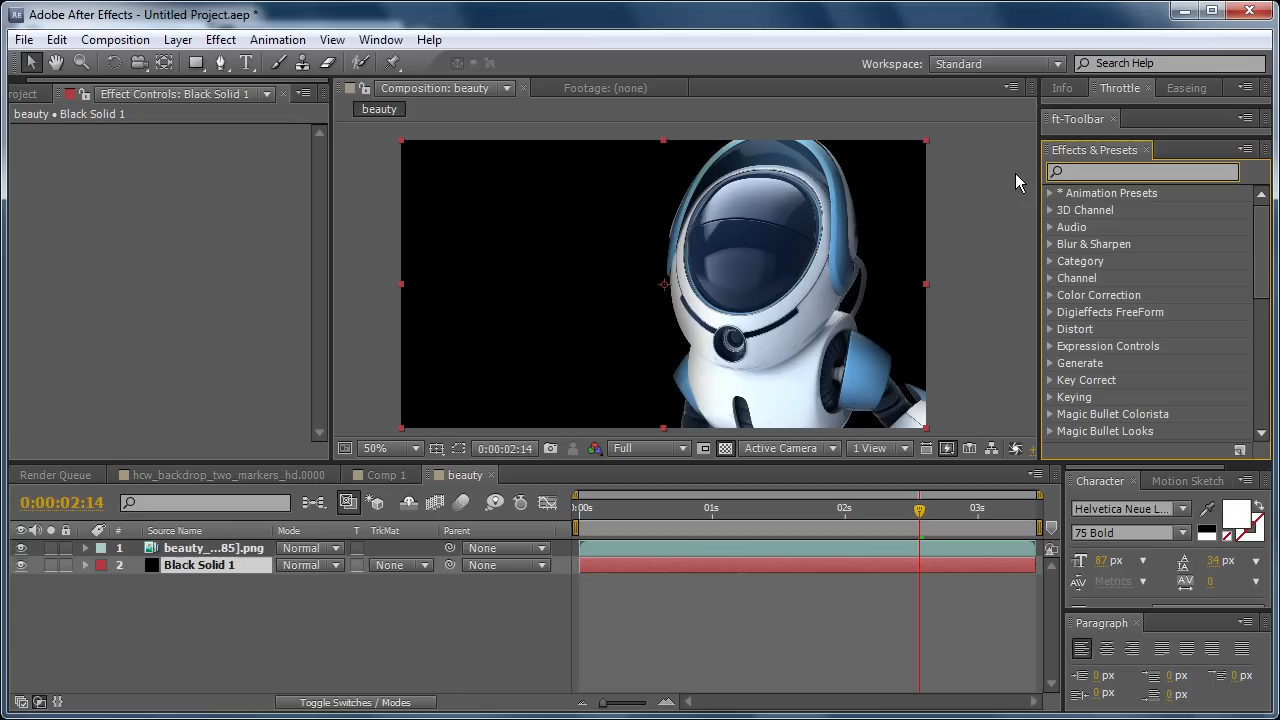 Adobe After Effects - Untitled Project.aep *
File Edit Composition Layer Effect Animation View Window Help
Workspace: Standard Search Help
roject Effect Controls: Black Solid 1 Composition: beauty Footage: (none) Info Throttle Easing
beauty • Black Solid 1 beauty
ft-Toolbar
Effects & Presets
* Animation Presets
3D Channel
Audio
Blur & Sharpen
Category
Channel
Color Correction
Digieffects FreeForm
Distort
Expression Controls
Generate
Key Correct
Keying
Magic Bullet Colorista
Magic Bullet Looks
50% 0:00:02:14 Full Active Camera 1 View
Render Queue hcw_backdrop_two_markers_hd.0000 Comp 1 beauty
0:00:02:14
):00s 01s 02s 03s
# Source Name Mode T TrkMat Parent
1 beauty_...85].png Normal None
2 Black Solid 1 Normal None None
Toggle Switches / Modes
Character Motion Sketch
Helvetica Neue L...
75 Bold
87 px 34 px
Metrics 0
Paragraph
0 px 0 px 0 px
0 px 0 px